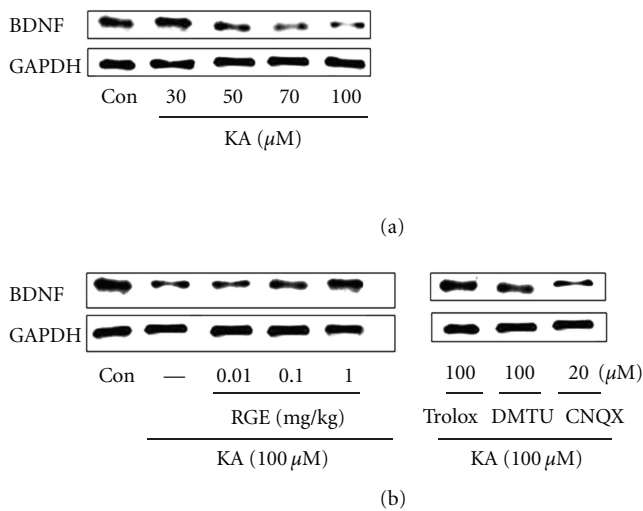 BDNF
GAPDH
Con 30 50 70 100
KA (μM)
(a)
BDNF
GAPDH
Con — 0.01 0.1 1 100 100 20 (μM)
RGE (mg/kg) Trolox DMTU CNQX
KA (100 μM) KA (100 μM)
(b)